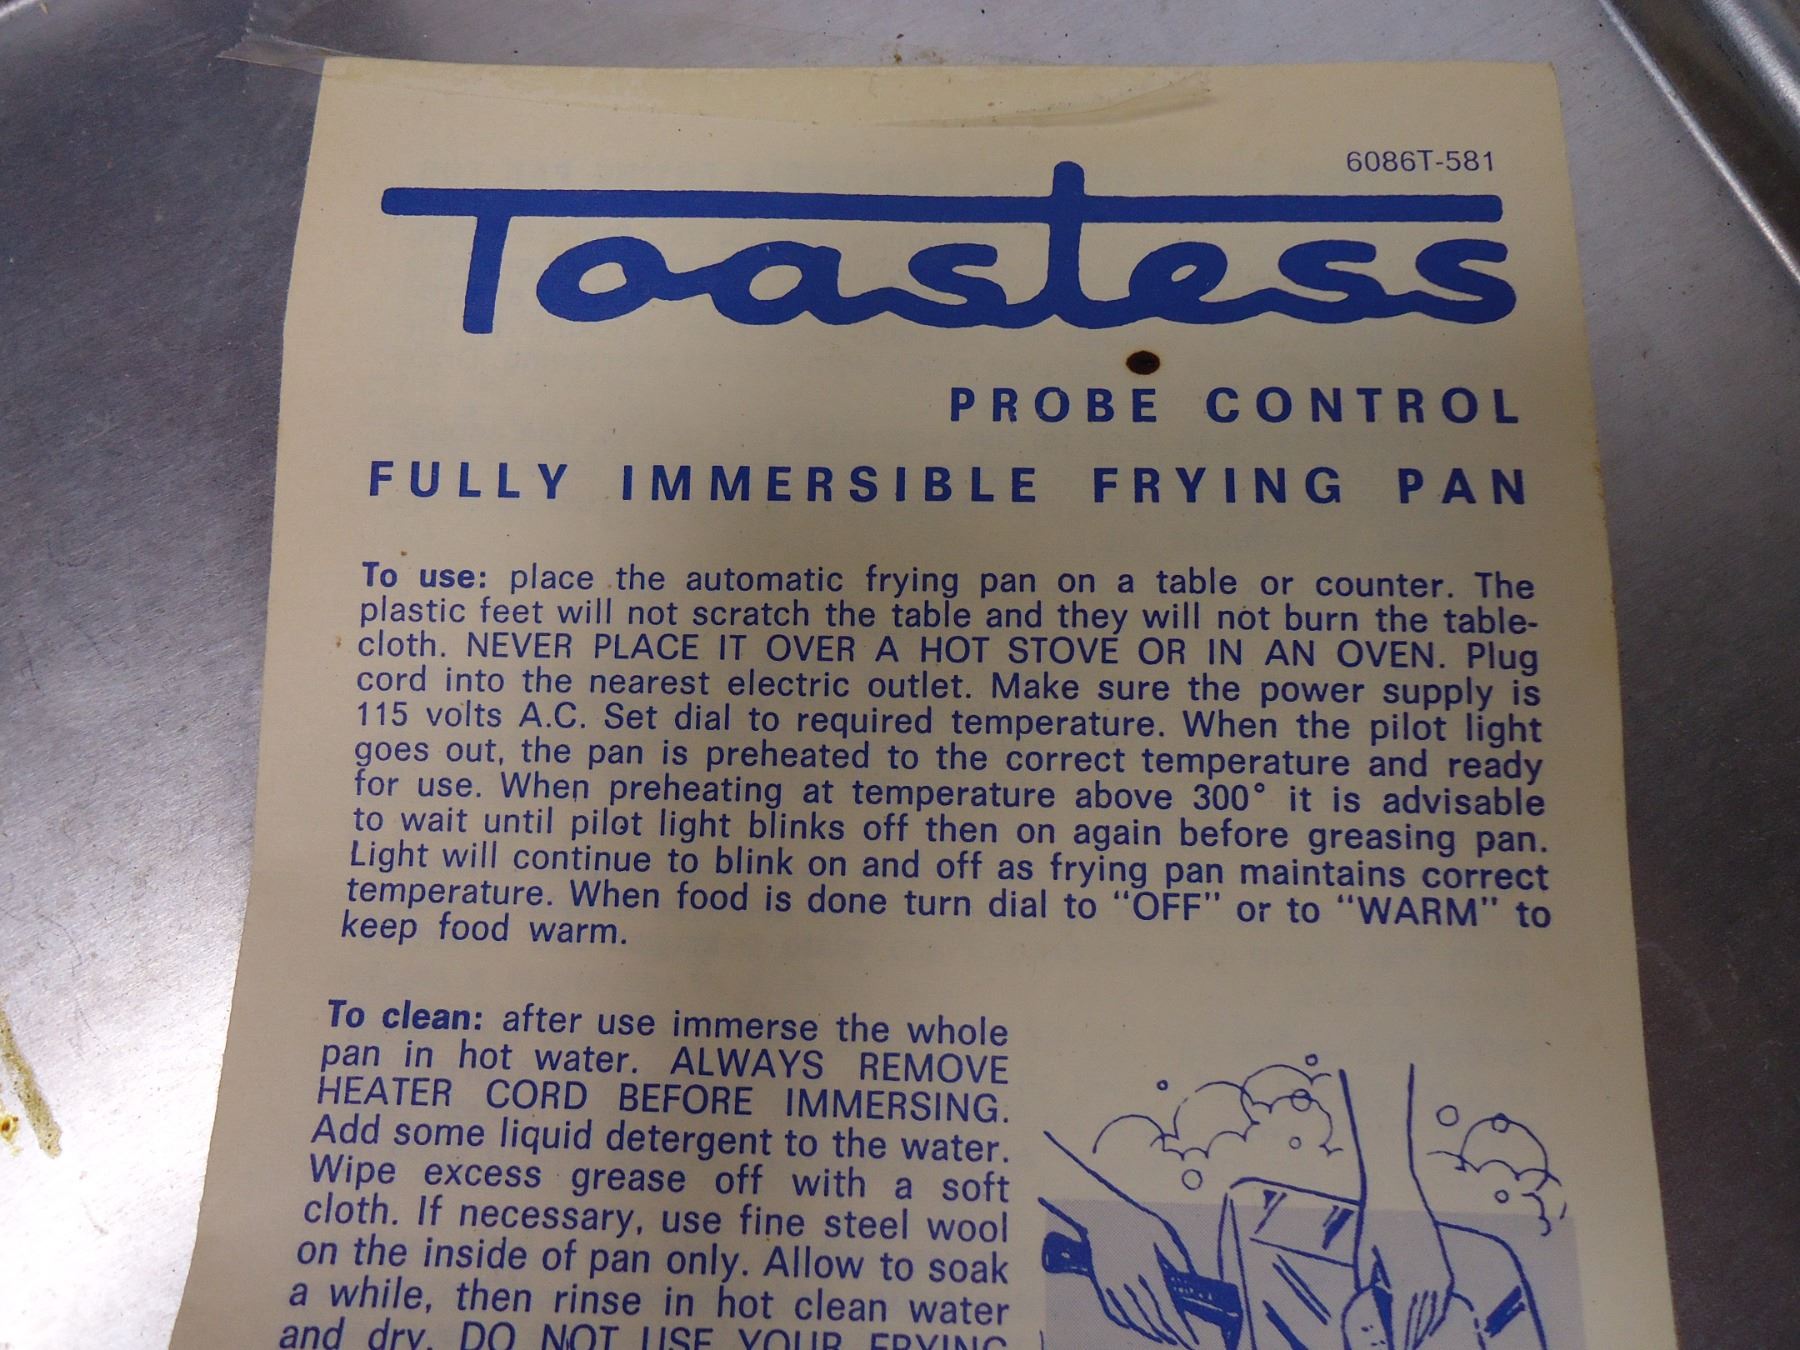 6086T-581
Toastess
PROBE CONTROL
FULLY IMMERSIBLE FRYING PAN
To use: place the automatic frying pan on a table or counter. The
plastic feet will not scratch the table and they will not burn the table-
cloth. NEVER PLACE IT OVER A HOT STOVE OR IN AN OVEN. Plug
cord into the nearest electric outlet. Make sure the power supply is
115 volts A.C. Set dial to required temperature. When the pilot light
goes out, the pan is preheated to the correct temperature and ready
for use. When preheating at temperature above 300° it is advisable
to wait until pilot light blinks off then on again before greasing pan.
Light will continue to blink on and off as frying pan maintains correct
temperature. When food is done turn dial to “OFF” or to “WARM” to
keep food warm.
To clean: after use immerse the whole
pan in hot water. ALWAYS REMOVE
HEATER CORD BEFORE IMMERSING.
Add some liquid detergent to the water.
Wipe excess grease off with a soft
cloth. If necessary, use fine steel wool
on the inside of pan only. Allow to soak
a while, then rinse in hot clean water
and dry. DO NOT USE YOUR FRYING